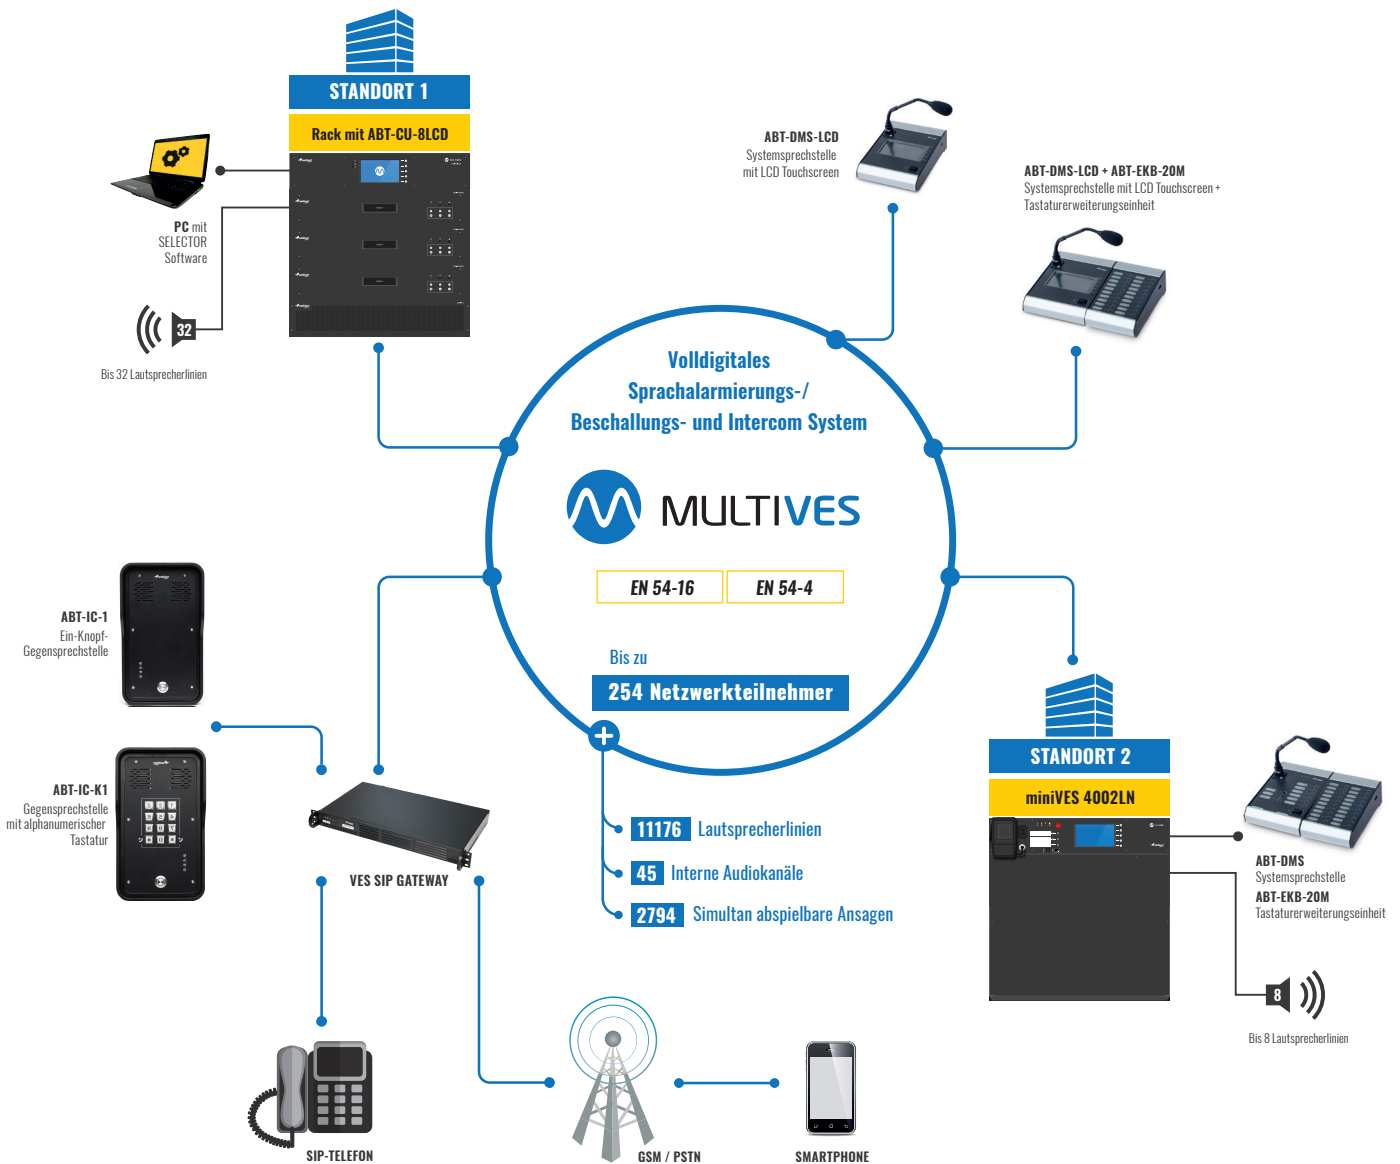 STANDORT 1
Rack mit ABT-CU-8LCD
PC mit
SELECTOR
Software
32
Bis 32 Lautsprecherlinien
ABT-DMS-LCD
Systemsprechstelle
mit LCD Touchscreen
ABT-DMS-LCD + ABT-EKB-20M
Systemsprechstelle mit LCD Touchscreen +
Tastaturerweiterungseinheit
Volldigitales
Sprachalarmierungs-/
Beschallungs- und Intercom System
MULTIVES
EN 54-16
EN 54-4
Bis zu
254 Netzwerkteilnehmer
11176 Lautsprecherlinien
45 Interne Audiokanäle
2794 Simultan abspielbare Ansagen
ABT-IC-1
Ein-Knopf-
Gegensprechstelle
ABT-IC-K1
Gegensprechstelle
mit alphanumerischer
Tastatur
VES SIP GATEWAY
STANDORT 2
miniVES 4002LN
ABT-DMS
Systemsprechstelle
ABT-EKB-20M
Tastaturerweiterungseinheit
8
Bis 8 Lautsprecherlinien
SIP-TELEFON
GSM / PSTN
SMARTPHONE